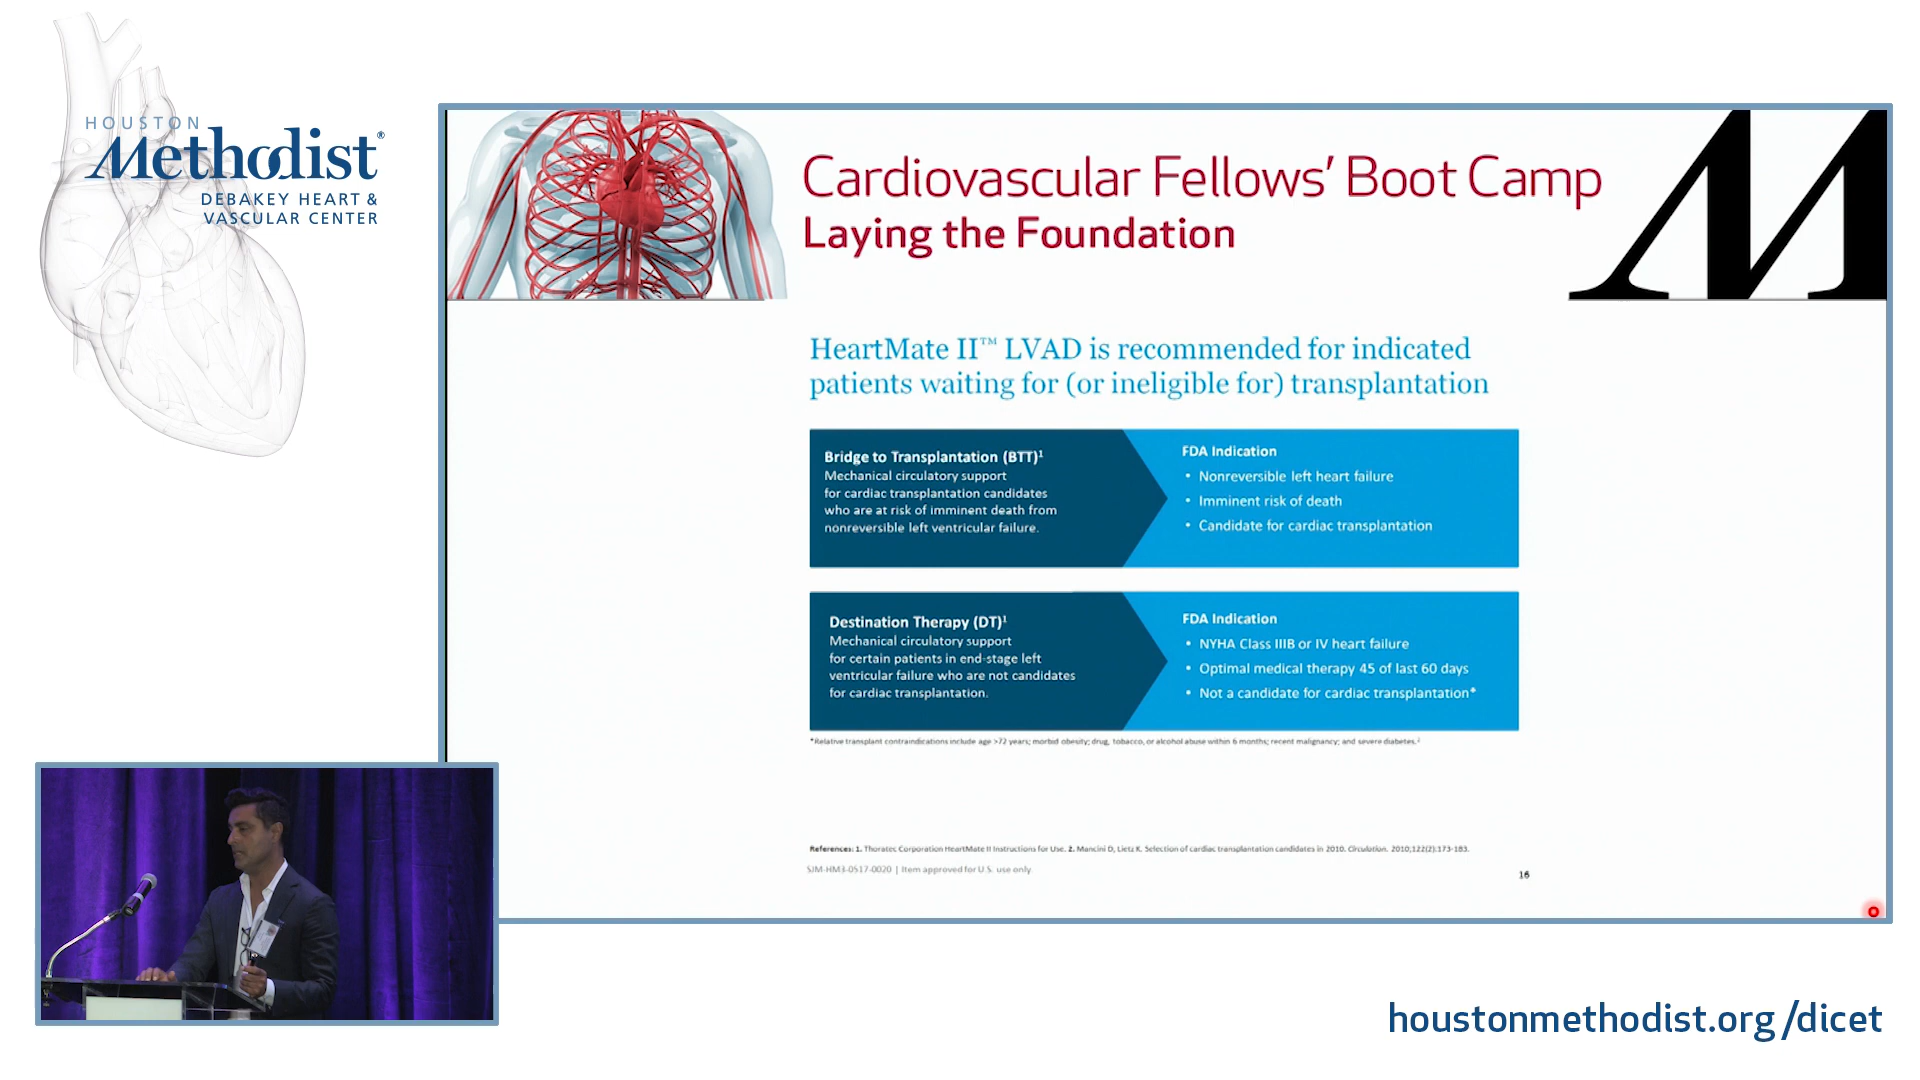 HOUSTON
Methodist®
DEBAKEY HEART &
VASCULAR CENTER
Cardiovascular Fellows’ Boot Camp
Laying the Foundation
M
HeartMate II™ LVAD is recommended for indicated
patients waiting for (or ineligible for) transplantation
Bridge to Transplantation (BTT)¹
Mechanical circulatory support
for cardiac transplantation candidates
who are at risk of imminent death from
nonreversible left ventricular failure.
FDA Indication
• Nonreversible left heart failure
• Imminent risk of death
• Candidate for cardiac transplantation
Destination Therapy (DT)¹
Mechanical circulatory support
for certain patients in end-stage left
ventricular failure who are not candidates
for cardiac transplantation.
FDA Indication
• NYHA Class IIIB or IV heart failure
• Optimal medical therapy 45 of last 60 days
• Not a candidate for cardiac transplantation*
*Relative transplant contraindications include age >72 years; morbid obesity; drug, tobacco, or alcohol abuse within 6 months; recent malignancy; and severe diabetes.²
References: 1. Thoratec Corporation HeartMate II Instructions for Use. 2. Mancini D, Lietz K. Selection of cardiac transplantation candidates in 2010. Circulation. 2010;122(2):173-183.
SJM-HM3-0517-0020 | Item approved for U.S. use only
16
houstonmethodist.org/dicet